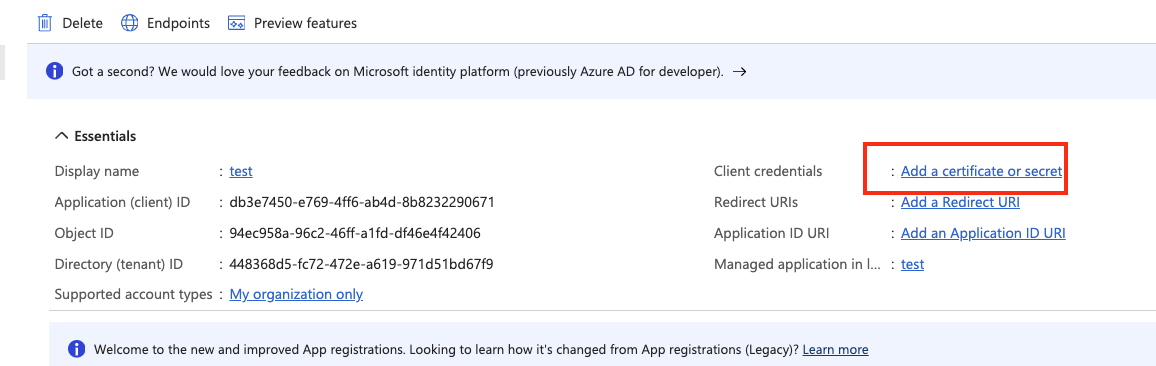 Delete Endpoints Preview features
Got a second? We would love your feedback on Microsoft identity platform (previously Azure AD for developer). →
Essentials
Display name : test
Client credentials : Add a certificate or secret
Application (client) ID : db3e7450-e769-4ff6-ab4d-8b8232290671
Redirect URIs : Add a Redirect URI
Object ID : 94ec958a-96c2-46ff-a1fd-df46e4f42406
Application ID URI : Add an Application ID URI
Directory (tenant) ID : 448368d5-fc72-472e-a619-971d51bd67f9
Managed application in l... : test
Supported account types : My organization only
Welcome to the new and improved App registrations. Looking to learn how it's changed from App registrations (Legacy)? Learn more